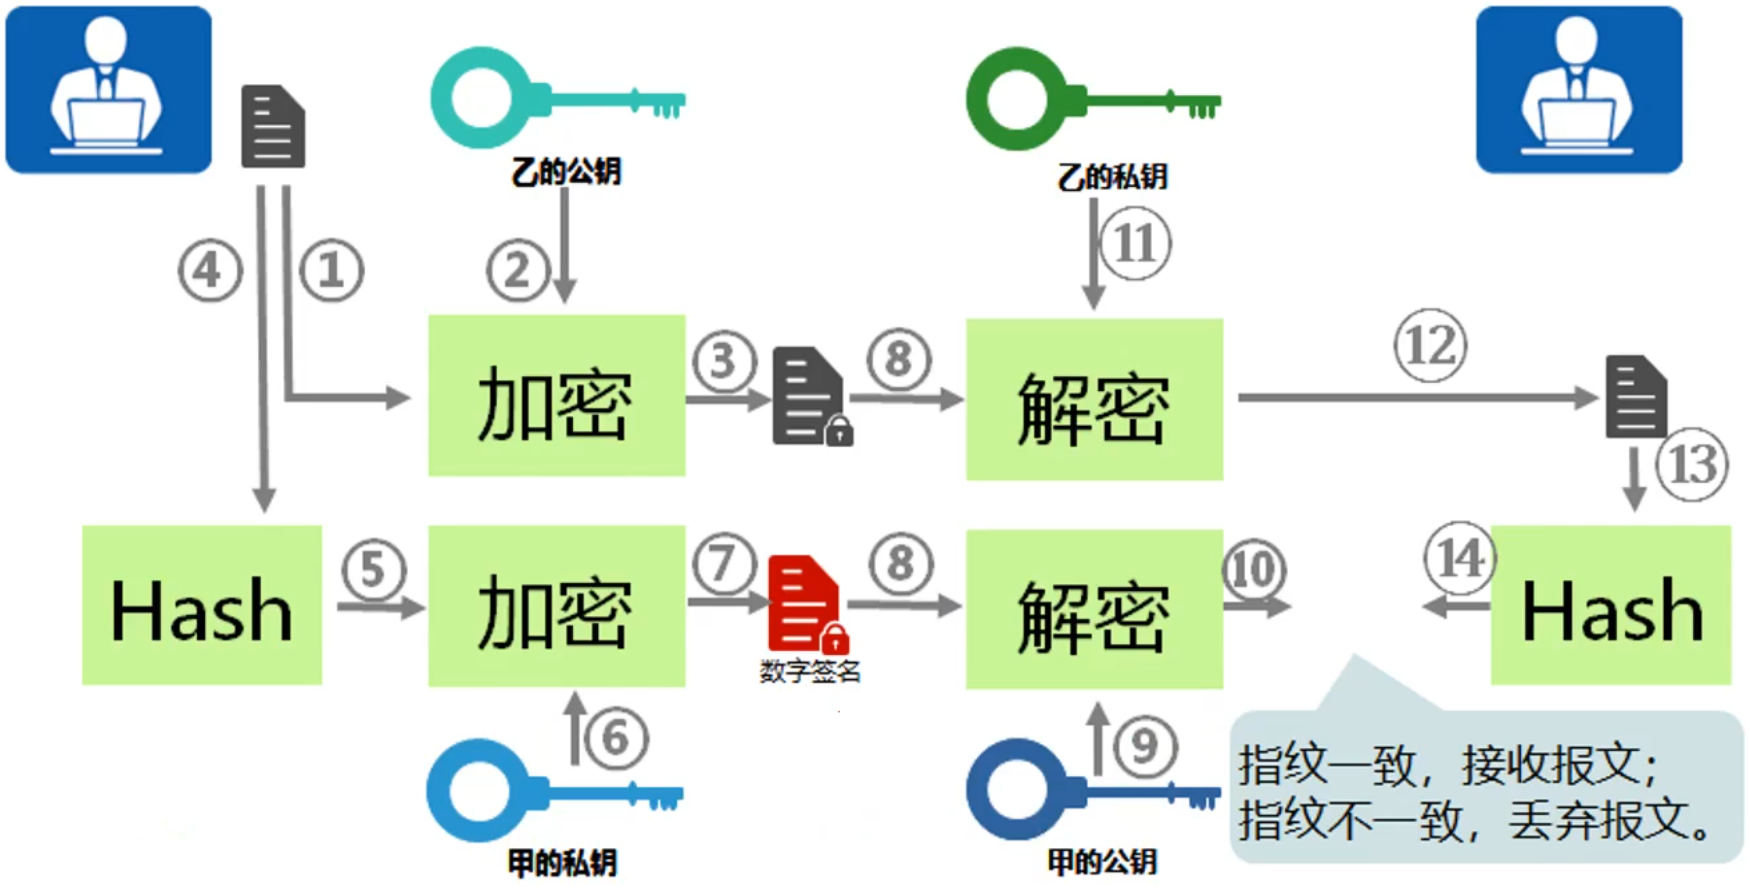 乙的公钥
乙的私钥
④
①
②
⑪
加密
③
⑧
解密
⑫
⑬
Hash
⑤
加密
⑦
数字签名
⑧
解密
⑩
⑭
Hash
⑥
⑨
甲的私钥
甲的公钥
指纹一致，接收报文；
指纹不一致，丢弃报文。